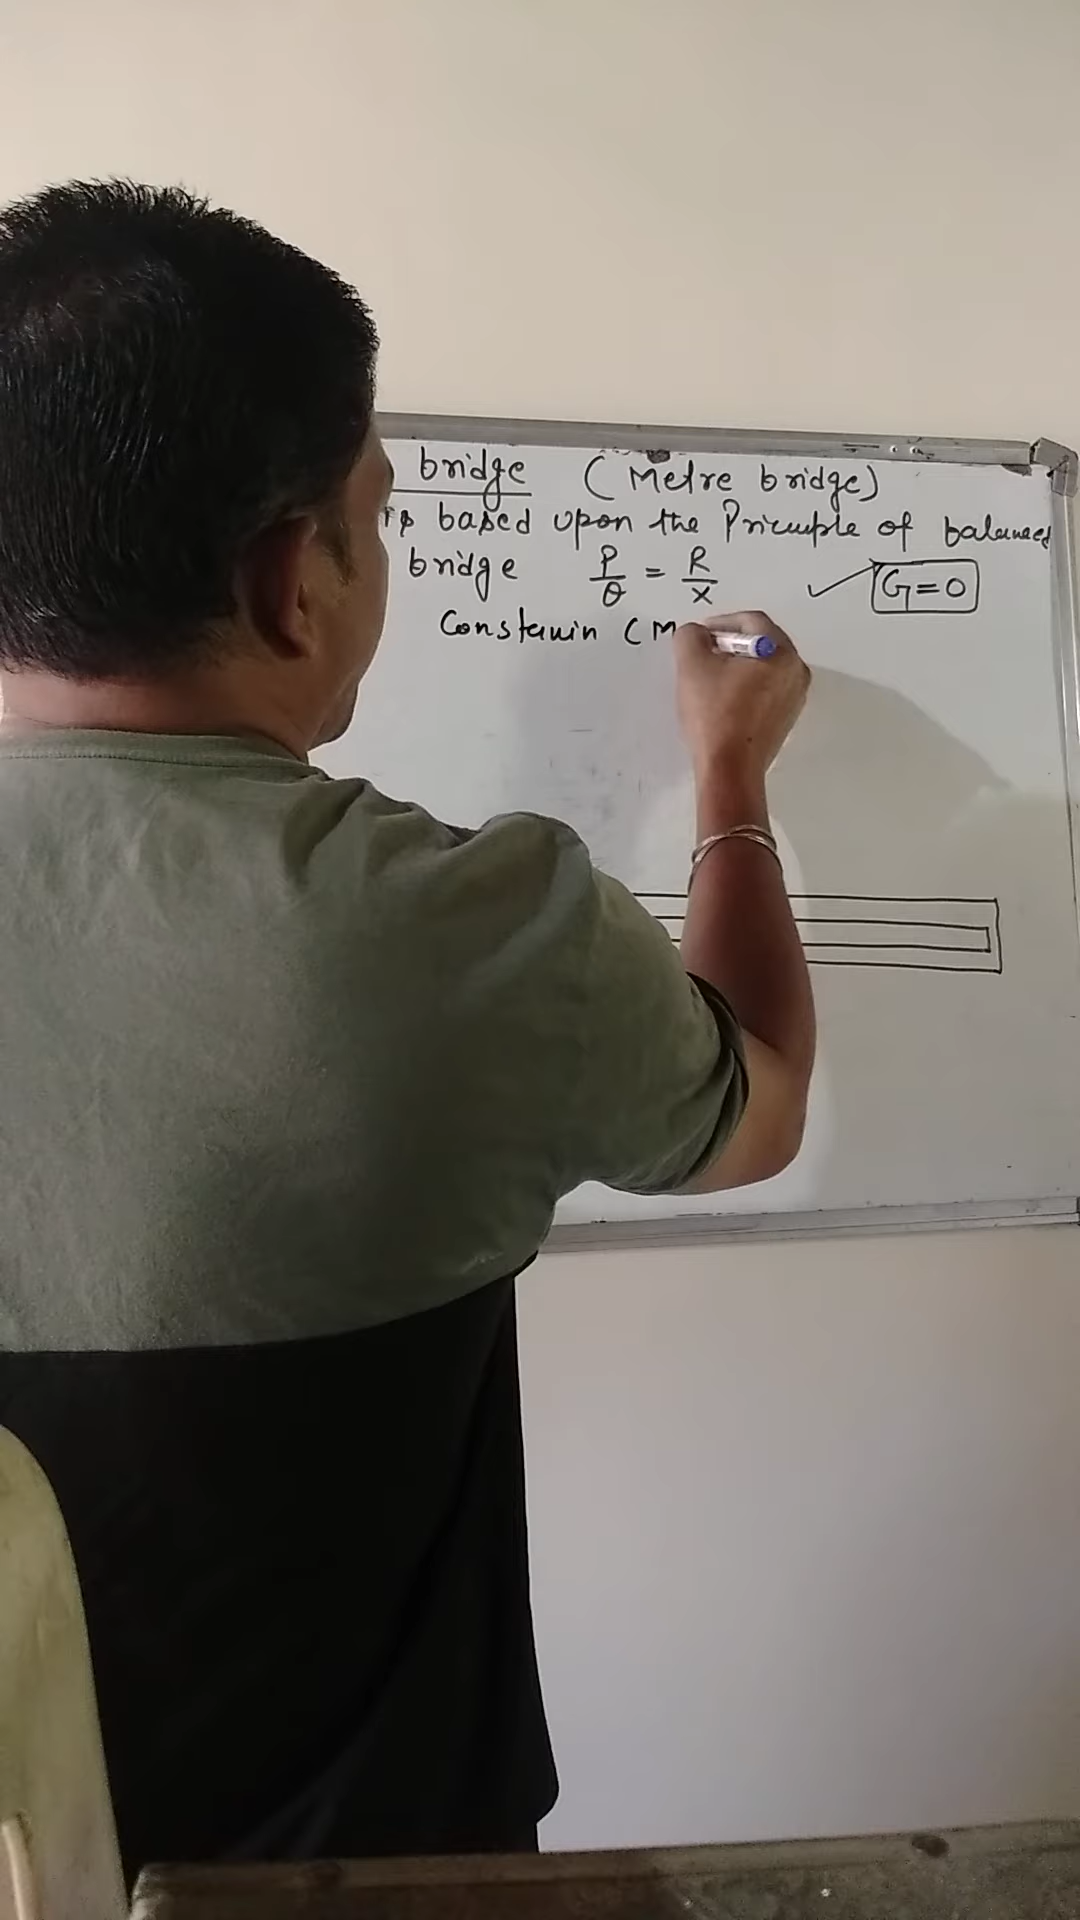 bridge (Metre bridge)
is based upon the Principle of balanced
bridge P/Q = R/X ✓ G=0
Constanin (M